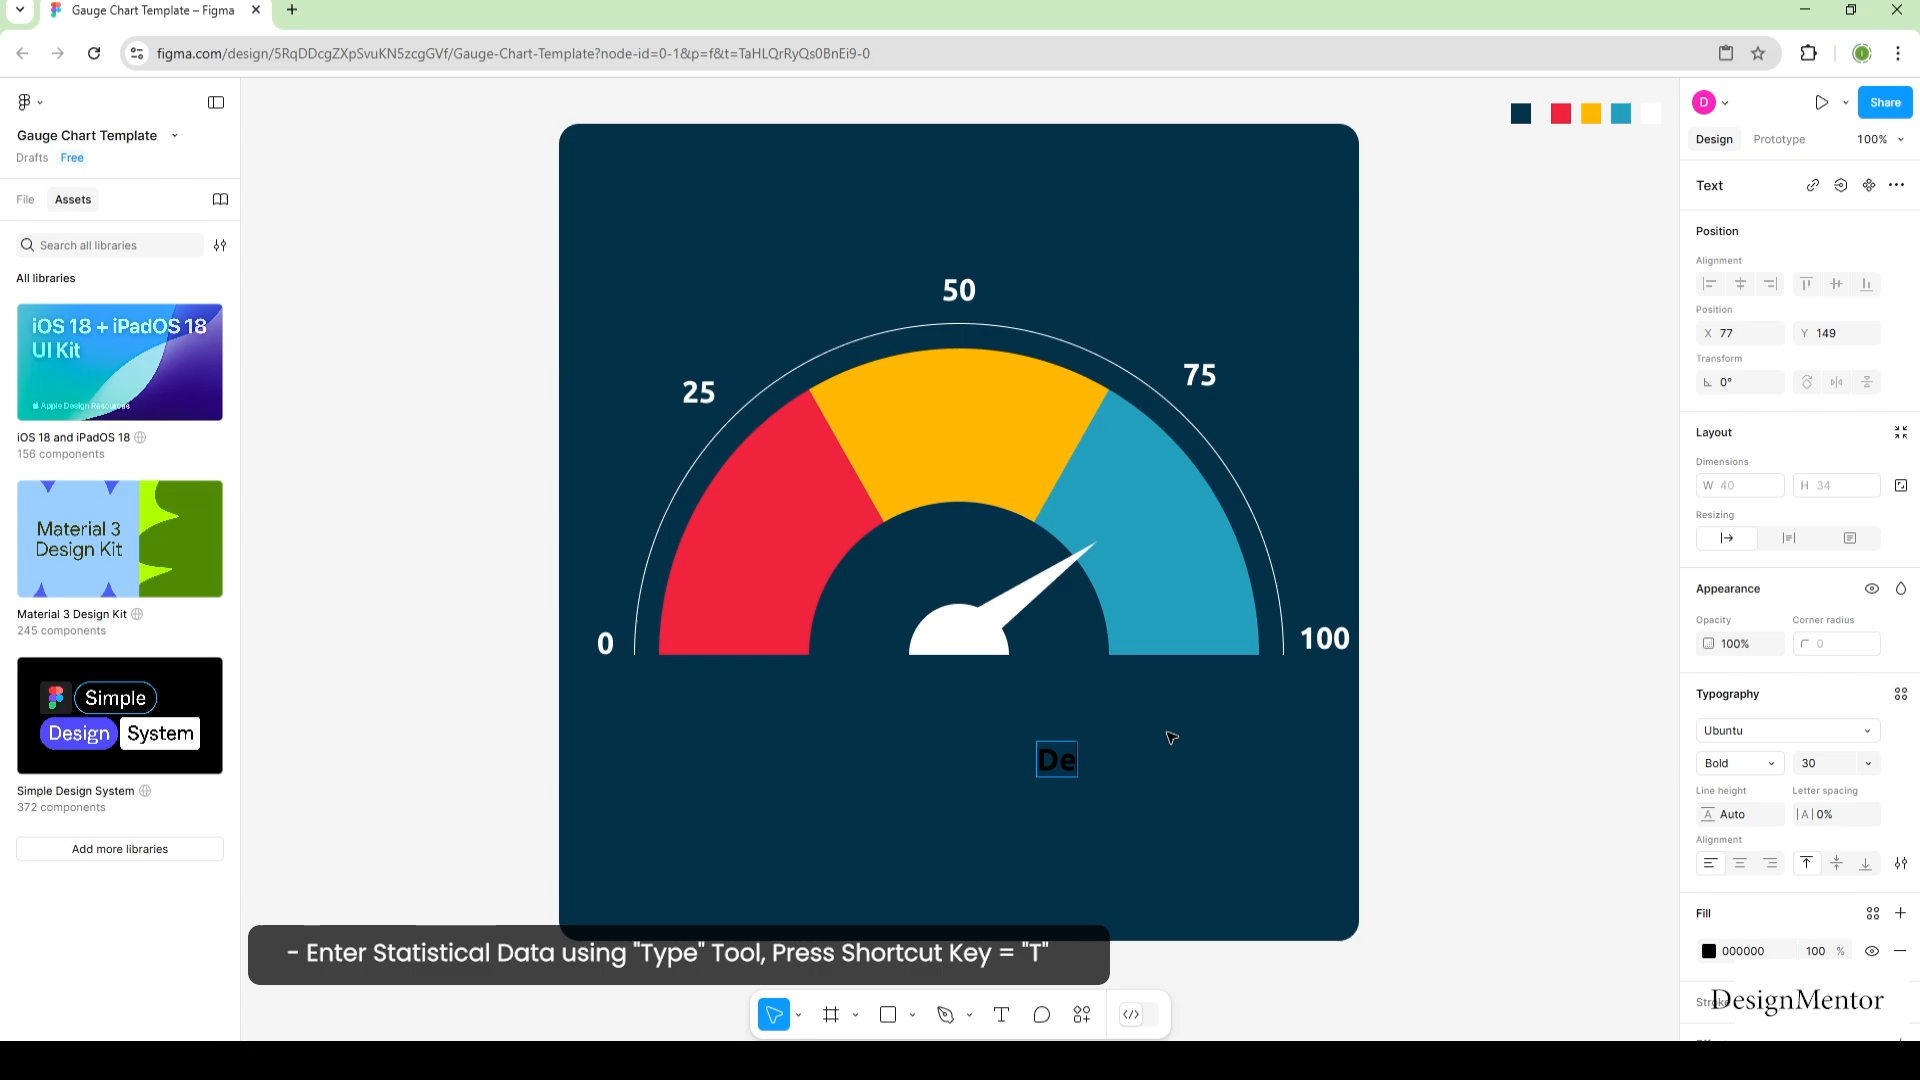 Gauge Chart Template – Figma
figma.com/design/5RqDDcgZXpSvuKN5zcgGVf/Gauge-Chart-Template?node-id=0-1&p=f&t=TaHLQrRyQs0BnEi9-0
Gauge Chart Template
Drafts Free
File Assets
Search all libraries
All libraries
iOS 18 + iPadOS 18
UI Kit
Apple Design Resources
iOS 18 and iPadOS 18
156 components
Material 3
Design Kit
Material 3 Design Kit
245 components
Simple
Design System
Simple Design System
372 components
Add more libraries
50
25
75
0
100
De
- Enter Statistical Data using "Type" Tool, Press Shortcut Key = "T"
D
Share
Design Prototype 100%
Text
Position
Alignment
Position
X 77 Y 149
Transform
0°
Layout
Dimensions
W 40 H 34
Resizing
Appearance
Opacity Corner radius
100% 0
Typography
Ubuntu
Bold 30
Line height Letter spacing
Auto 0%
Alignment
Fill
000000 100 %
DesignMentor